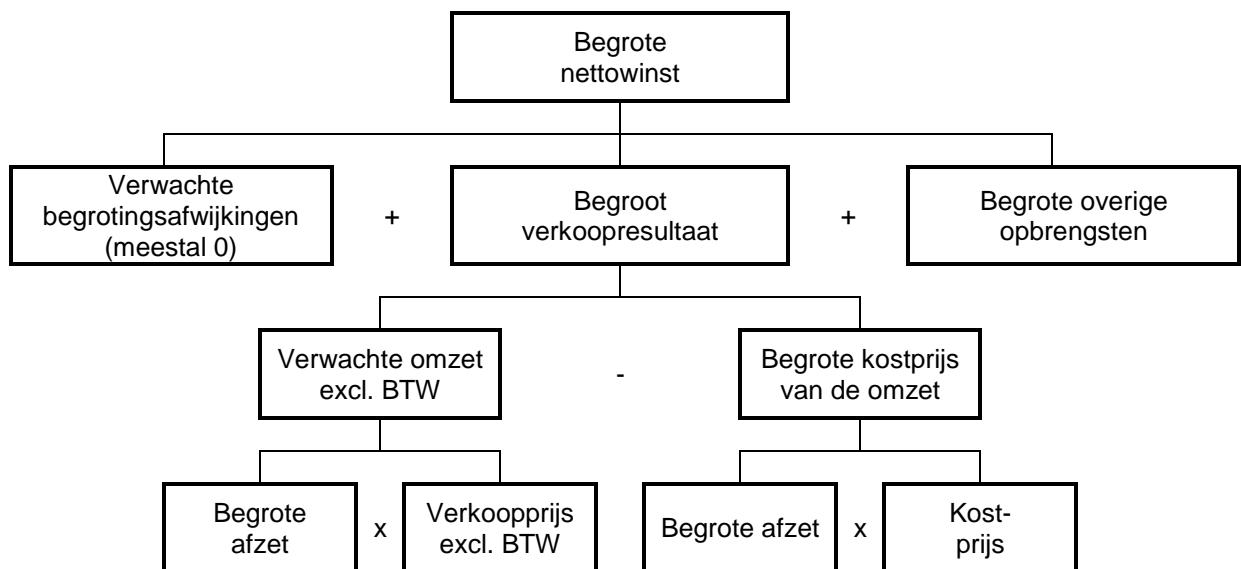 Begrote
nettowinst
Verwachte
begrotingsafwijkingen
(meestal 0)
+
Begroot
verkoopresultaat
+
Begrote overige
opbrengsten
Verwachte omzet
excl. BTW
-
Begrote kostprijs
van de omzet
Begrote
afzet
x
Verkoopprijs
excl. BTW
Begrote afzet
x
Kost-
prijs